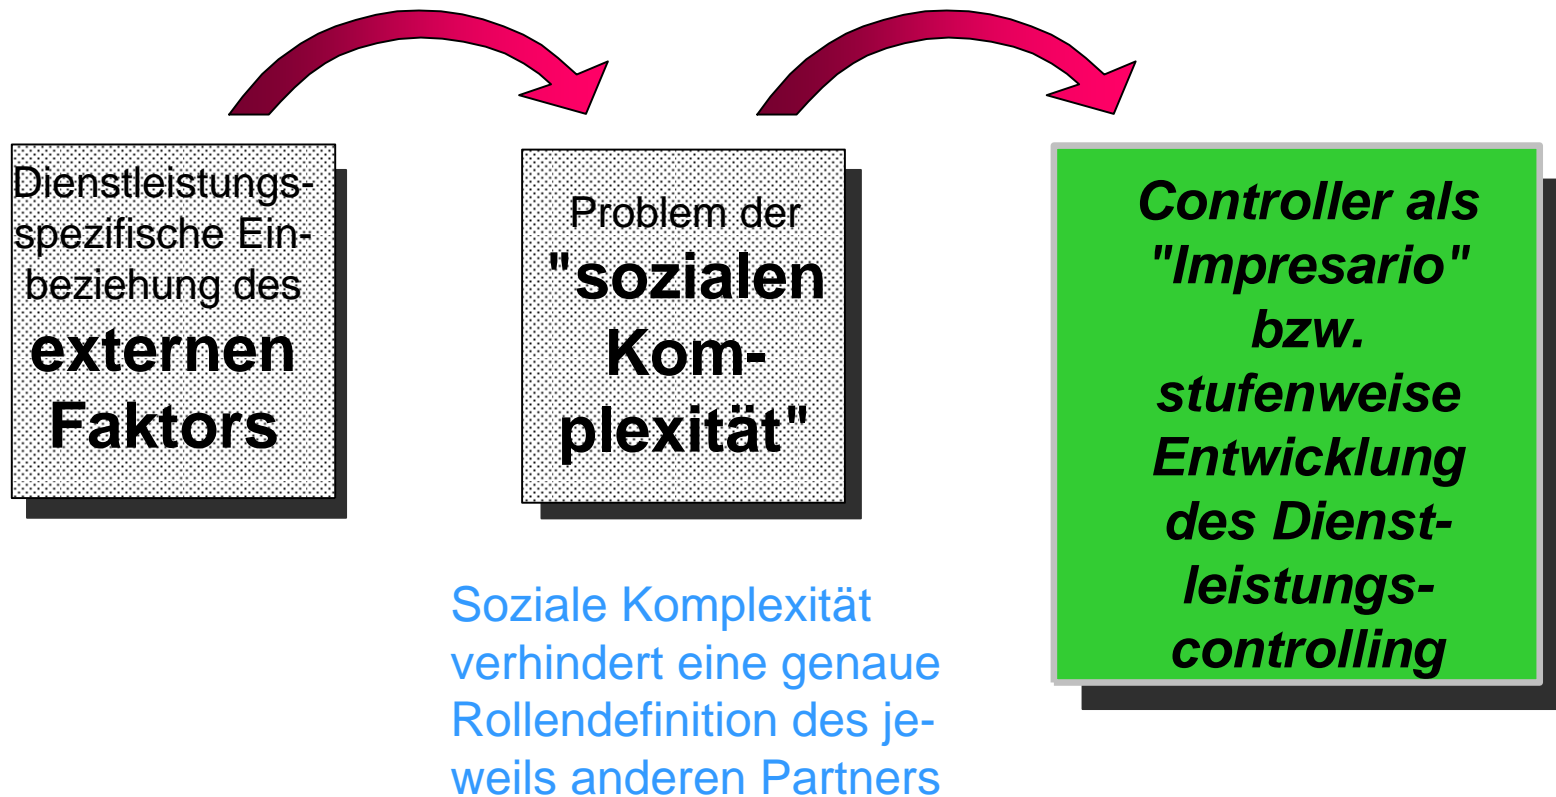 Dienstleistungs-
spezifische Ein-
beziehung des
externen
Faktors
Problem der
"sozialen
Kom-
plexität"
Soziale Komplexität
verhindert eine genaue
Rollendefinition des je-
weils anderen Partners
Controller als
"Impresario"
bzw.
stufenweise
Entwicklung
des Dienst-
leistungs-
controlling